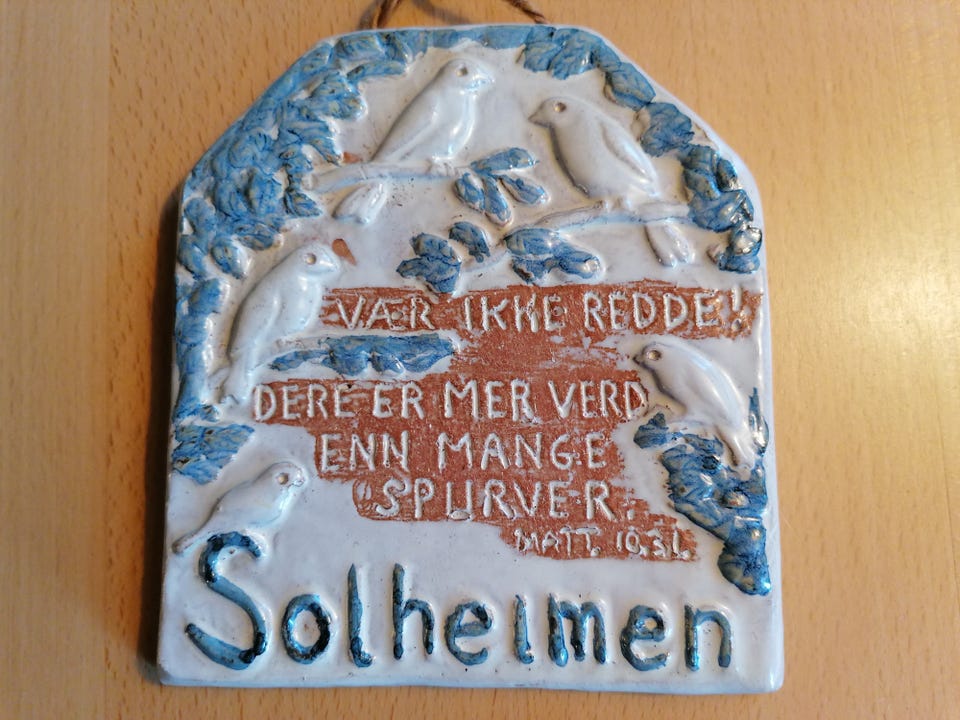 VÆR IKKE REDDE!
DERE ER MER VERD
ENN MANGE
SPURVER.
MATT. 10.31.
Solheimen